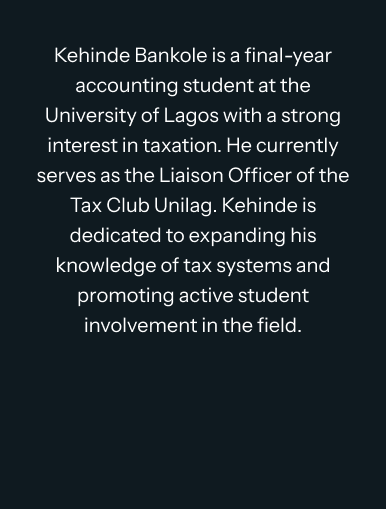 Kehinde Bankole is a final-year
accounting student at the
University of Lagos with a strong
interest in taxation. He currently
serves as the Liaison Officer of the
Tax Club Unilag. Kehinde is
dedicated to expanding his
knowledge of tax systems and
promoting active student
involvement in the field.